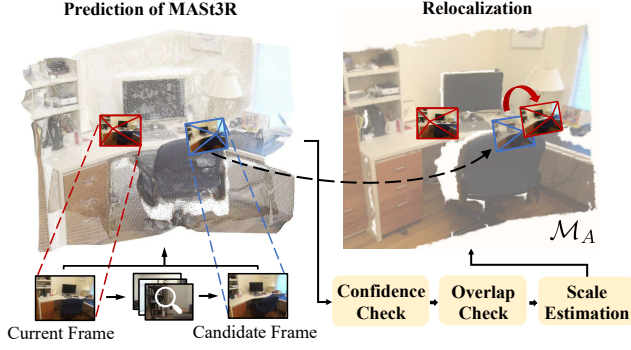 Prediction of MASt3R
Relocalization
M_A
Current Frame
Candidate Frame
Confidence
Check
Overlap
Check
Scale
Estimation